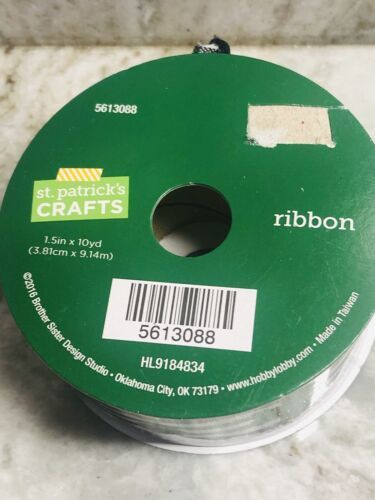 5613088
st. patrick's
CRAFTS
1.5in x 10yd
(3.81cm x 9.14m)
ribbon
5613088
HL9184834
©2016 Brother Sister Design Studio • Oklahoma City, OK 73179 • www.hobbylobby.com • Made in Taiwan